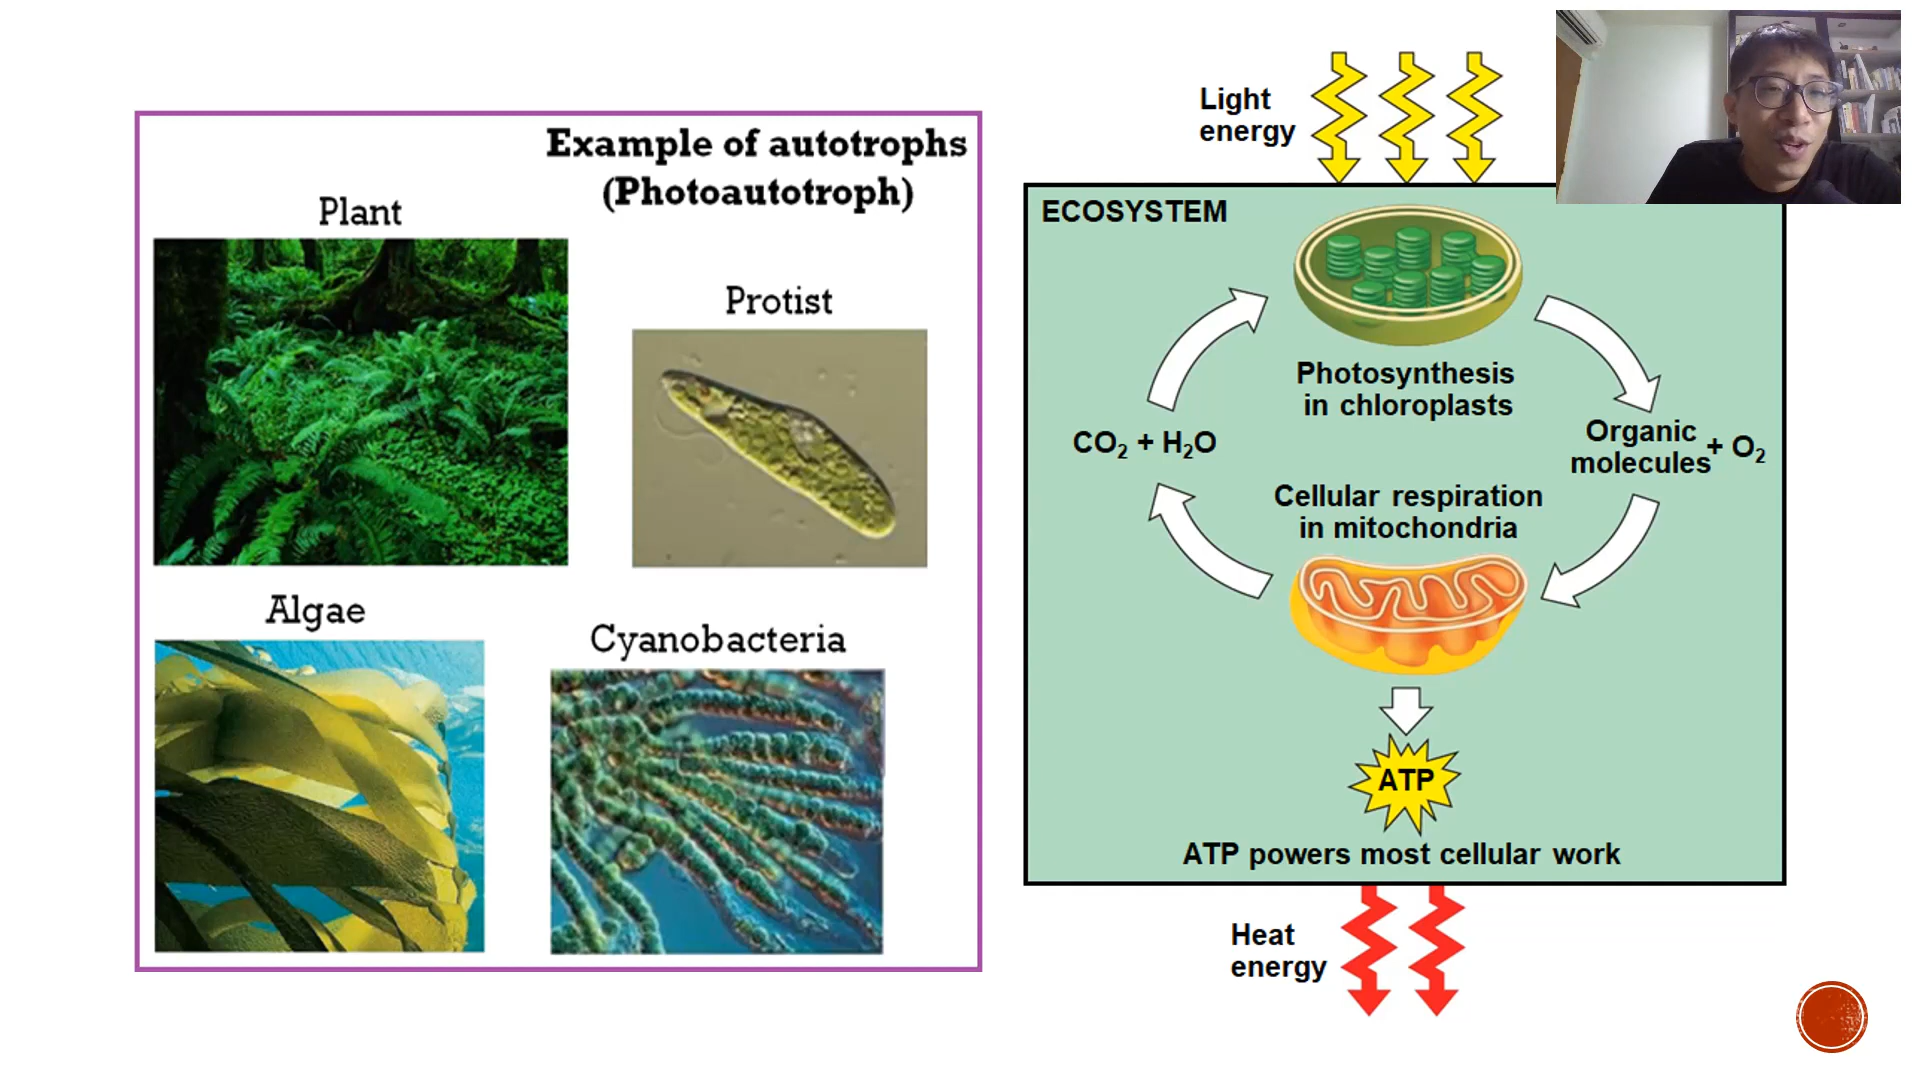 Example of autotrophs
(Photoautotroph)
Plant
Protist
Algae
Cyanobacteria
Light
energy
ECOSYSTEM
Photosynthesis
in chloroplasts
CO₂ + H₂O
Organic
molecules + O₂
Cellular respiration
in mitochondria
ATP
ATP powers most cellular work
Heat
energy